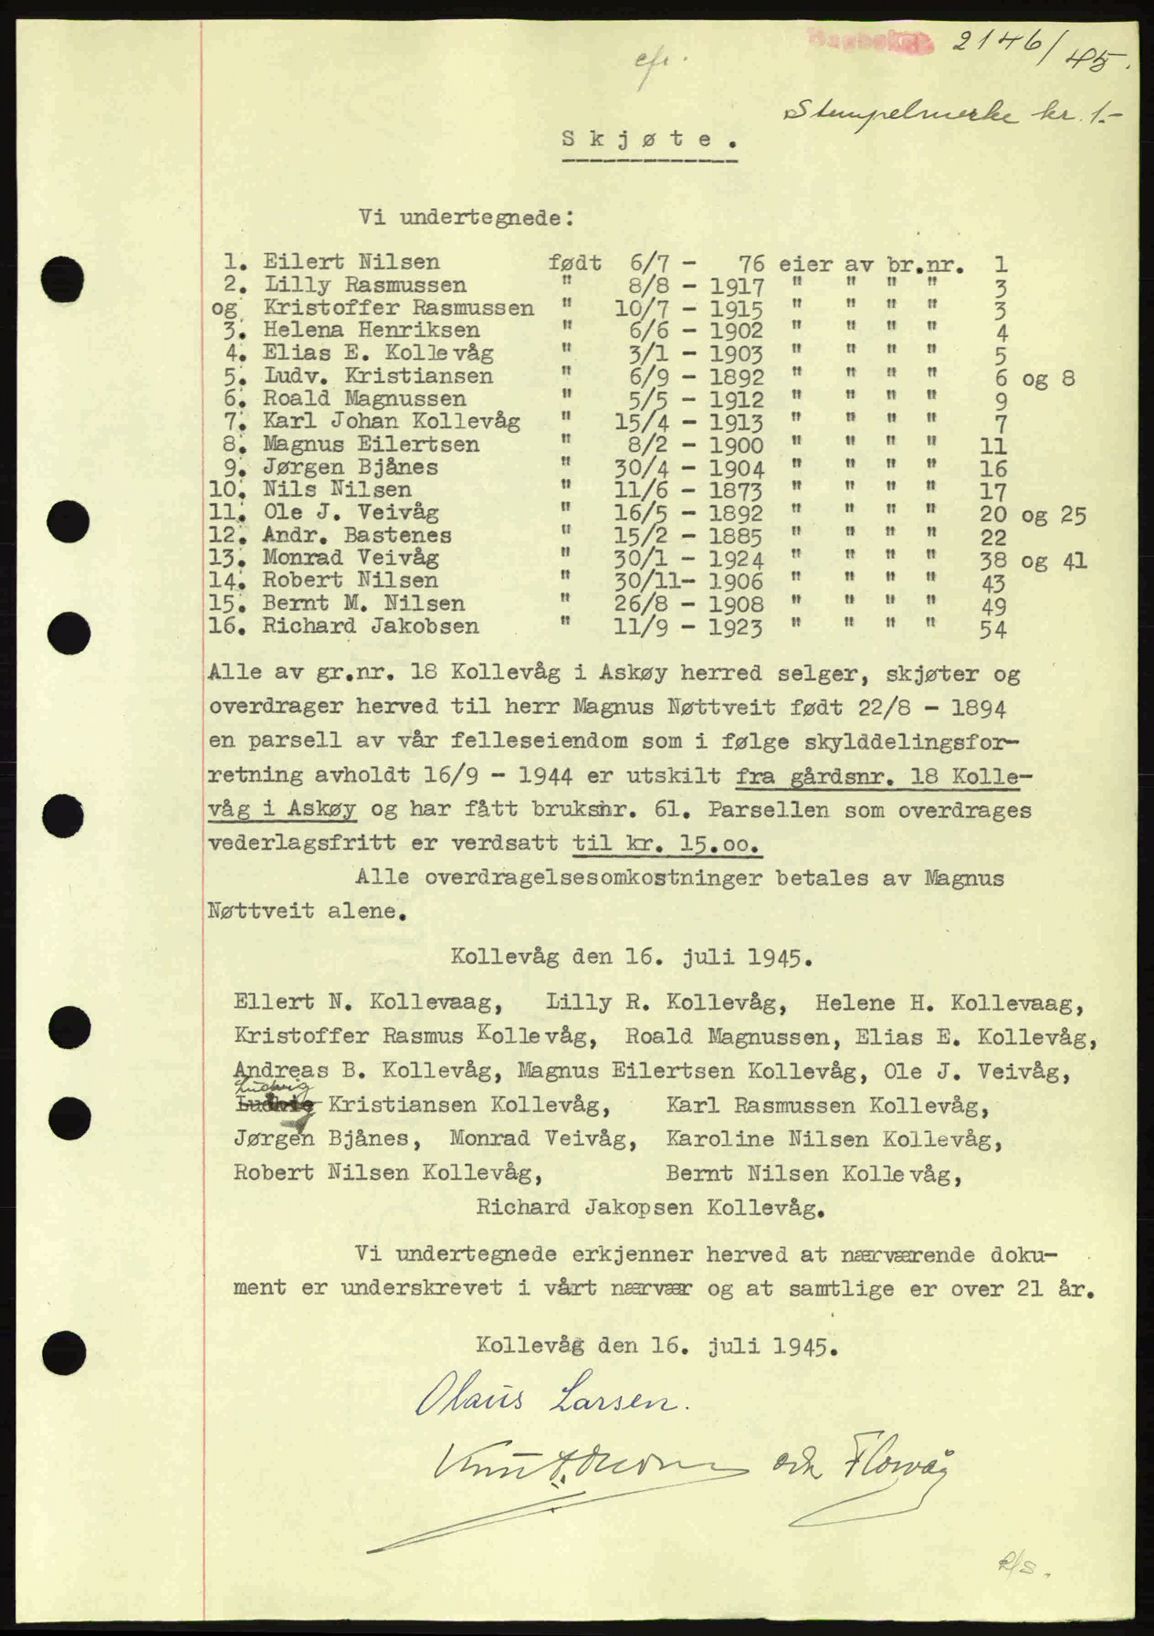 Dagboknr. 2146/45.
cfr.
Stempelmerke kr. 1.-
Skjøte.
Vi undertegnede:
1. Eilert Nilsen født 6/7 - 76 eier av br.nr. 1
2. Lilly Rasmussen " 8/8 - 1917 " " " " 3
og Kristoffer Rasmussen " 10/7 - 1915 " " " " 3
3. Helena Henriksen " 6/6 - 1902 " " " " 4
4. Elias E. Kollevåg " 3/1 - 1903 " " " " 5
5. Ludv. Kristiansen " 6/9 - 1892 " " " " 6 og 8
6. Roald Magnussen " 5/5 - 1912 " " " " 9
7. Karl Johan Kollevåg " 15/4 - 1913 " " " " 7
8. Magnus Eilertsen " 8/2 - 1900 " " " " 11
9. Jørgen Bjånes " 30/4 - 1904 " " " " 16
10. Nils Nilsen " 11/6 - 1873 " " " " 17
11. Ole J. Veivåg " 16/5 - 1892 " " " " 20 og 25
12. Andr. Bastenes " 15/2 - 1885 " " " " 22
13. Monrad Veivåg " 30/1 - 1924 " " " " 38 og 41
14. Robert Nilsen " 30/11- 1906 " " " " 43
15. Bernt M. Nilsen " 26/8 - 1908 " " " " 49
16. Richard Jakobsen " 11/9 - 1923 " " " " 54
Alle av gr.nr. 18 Kollevåg i Askøy herred selger, skjøter og
overdrager herved til herr Magnus Nøttveit født 22/8 - 1894
en parsell av vår felleseiendom som i følge skylddelingsfor-
retning avholdt 16/9 - 1944 er utskilt fra gårdsnr. 18 Kolle-
våg i Askøy og har fått bruksnr. 61. Parsellen som overdrages
vederlagsfritt er verdsatt til kr. 15.oo.
Alle overdragelsesomkostninger betales av Magnus
Nøttveit alene.
Kollevåg den 16. juli 1945.
Ellert N. Kollevaag, Lilly R. Kollevåg, Helene H. Kollevaag,
Kristoffer Rasmus Kollevåg, Roald Magnussen, Elias E. Kollevåg,
Andreas B. Kollevåg, Magnus Eilertsen Kollevåg, Ole J. Veivåg,
Ludvig
Ludvig Kristiansen Kollevåg, Karl Rasmussen Kollevåg,
Jørgen Bjånes, Monrad Veivåg, Karoline Nilsen Kollevåg,
Robert Nilsen Kollevåg, Bernt Nilsen Kollevåg,
Richard Jakopsen Kollevåg.
Vi undertegnede erkjenner herved at nærværende doku-
ment er underskrevet i vårt nærvær og at samtlige er over 21 år.
Kollevåg den 16. juli 1945.
Olaus Larsen.
Florvåg